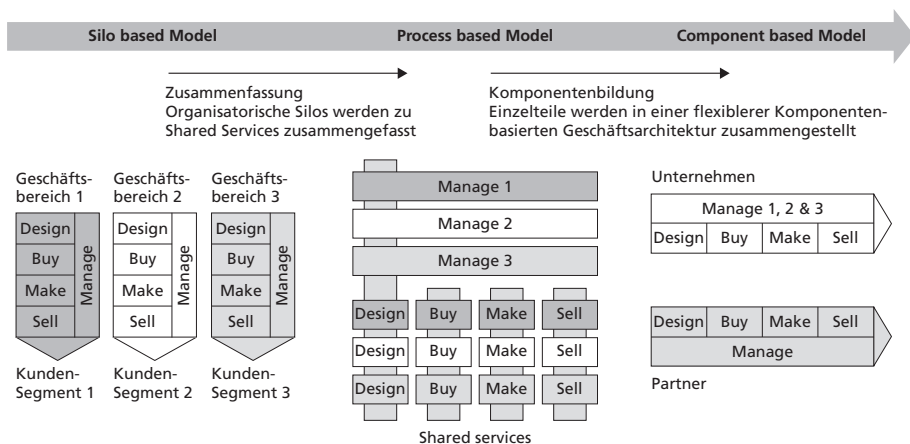 Silo based Model
Process based Model
Component based Model
Zusammenfassung
Organisatorische Silos werden zu
Shared Services zusammengefasst
Komponentenbildung
Einzelteile werden in einer flexiblerer Komponenten-
basierten Geschäftsarchitektur zusammengestellt
Geschäfts-
bereich 1
Design
Buy
Make
Sell
Manage
Kunden-
Segment 1
Geschäfts-
bereich 2
Design
Buy
Make
Sell
Manage
Kunden-
Segment 2
Geschäfts-
bereich 3
Design
Buy
Make
Sell
Manage
Kunden-
Segment 3
Manage 1
Manage 2
Manage 3
Design Buy Make Sell
Design Buy Make Sell
Design Buy Make Sell
Shared services
Unternehmen
Manage 1, 2 & 3
Design Buy Make Sell
Design Buy Make Sell
Manage
Partner